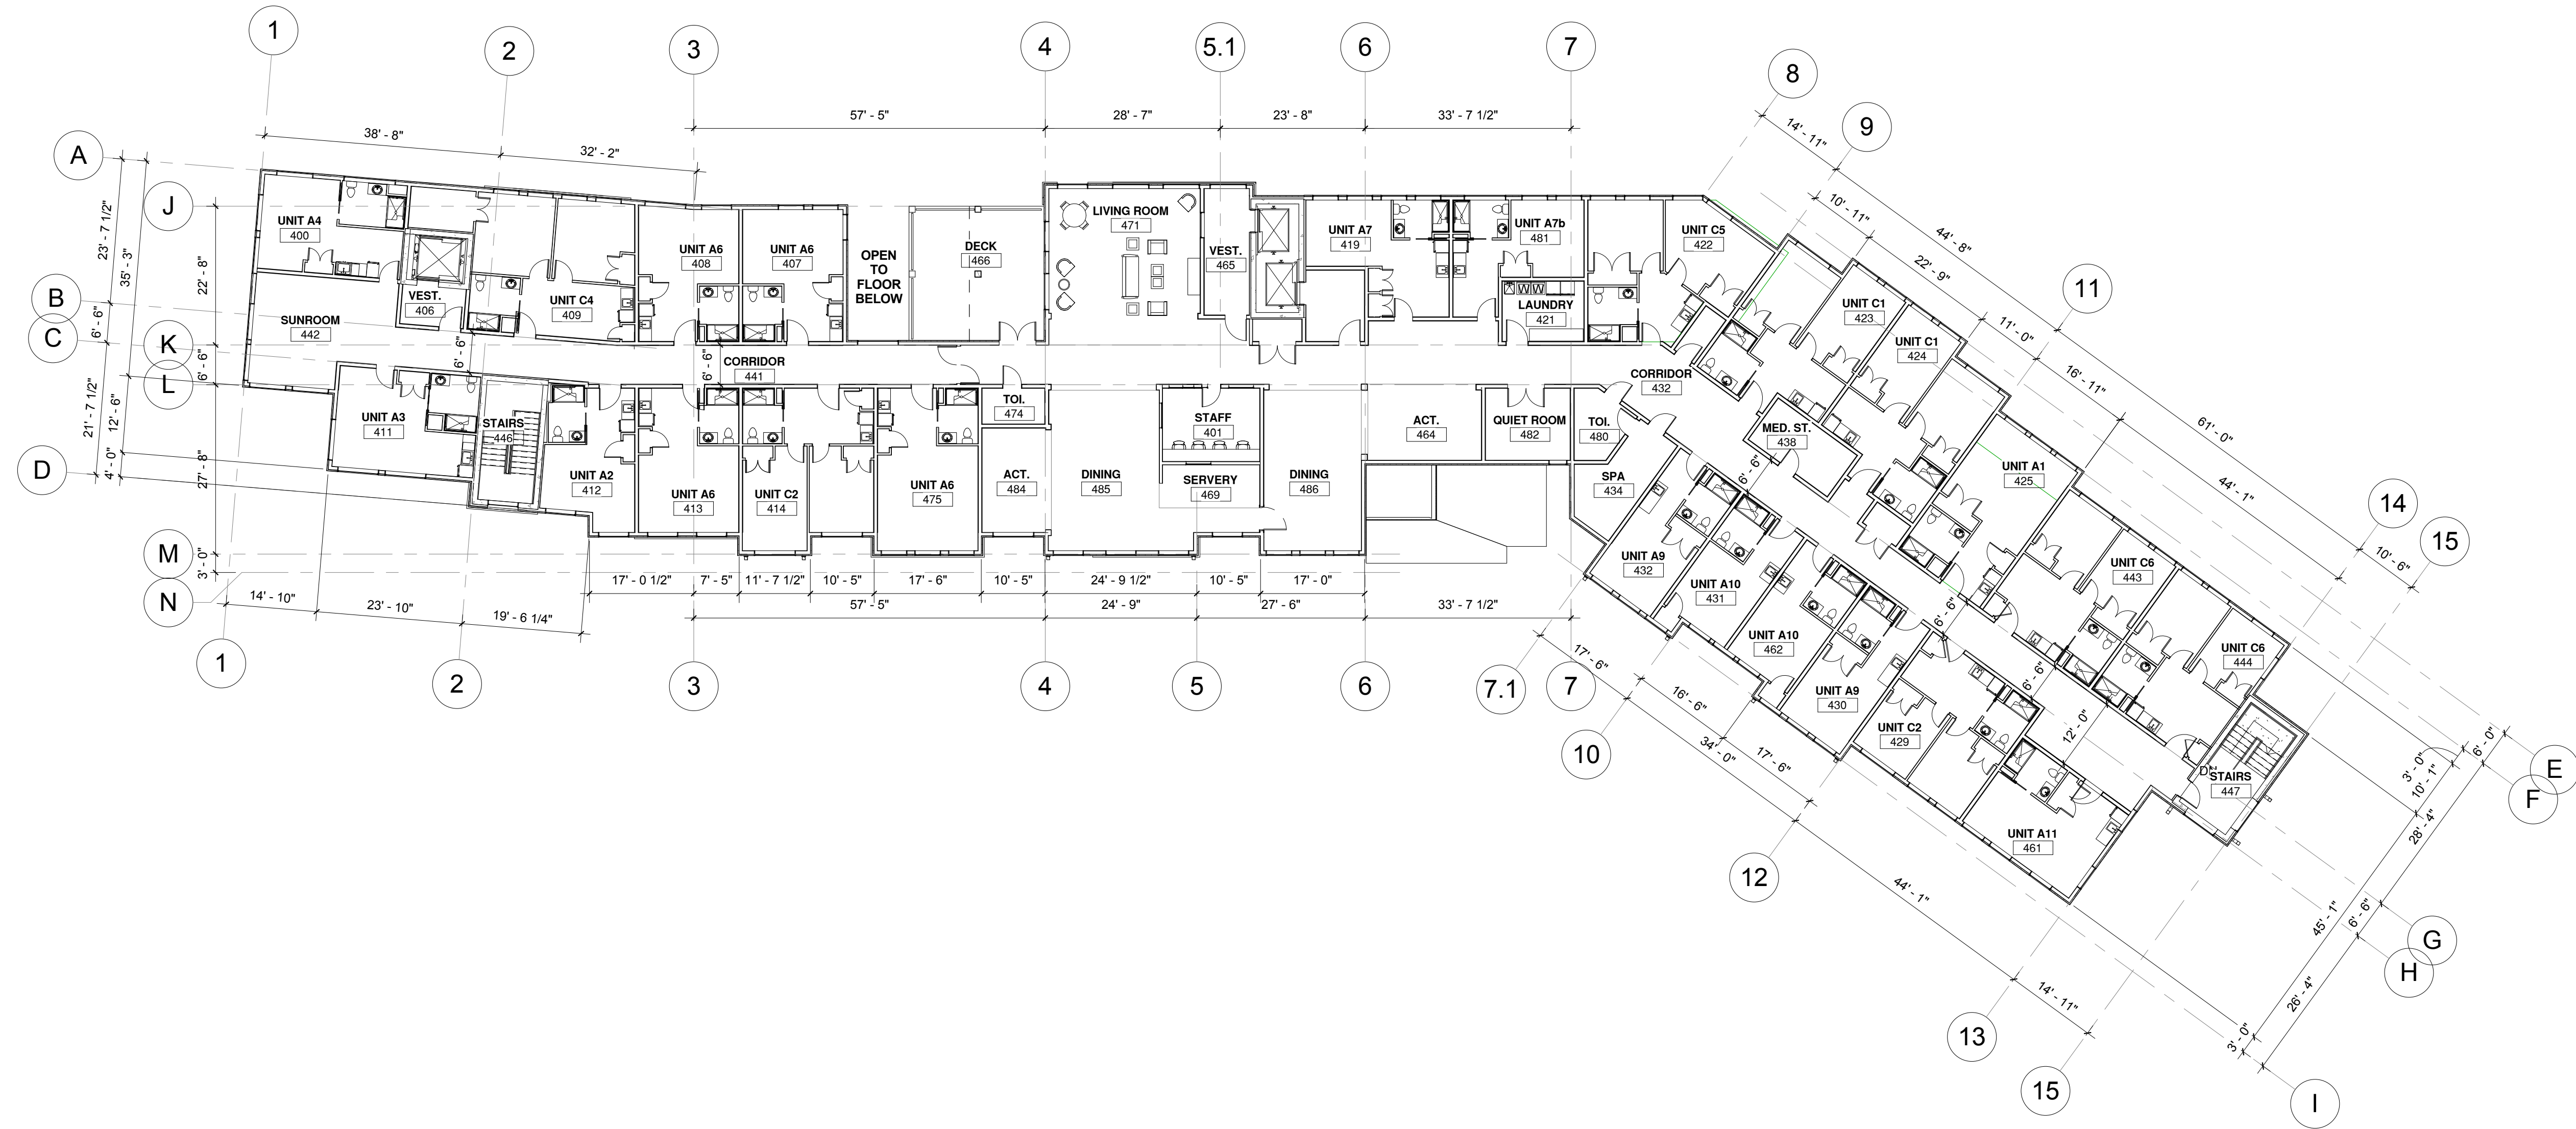 1
2
3
4
5.1
6
7
8
9
11
14
15
A
J
B
C
K
L
D
M
N
38' - 8"
32' - 2"
57' - 5"
28' - 7"
23' - 8"
33' - 7 1/2"
14' - 11"
10' - 11"
44' - 8"
22' - 9"
11' - 0"
16' - 11"
61' - 0"
44' - 1"
10' - 6"
23' - 7 1/2"
35' - 3"
22' - 8"
6' - 6"
6' - 6"
21' - 7 1/2"
12' - 6"
4' - 0"
27' - 8"
3' - 0"
UNIT A4
400
SUNROOM
442
VEST.
406
UNIT C4
409
UNIT A6
408
UNIT A6
407
OPEN
TO
FLOOR
BELOW
DECK
466
LIVING ROOM
471
VEST.
465
UNIT A7
419
UNIT A7b
481
LAUNDRY
421
UNIT C5
422
UNIT C1
423
UNIT C1
424
UNIT A1
425
6' - 6"
6' - 6"
CORRIDOR
441
CORRIDOR
432
UNIT A3
411
STAIRS
446
UNIT A2
412
UNIT A6
413
UNIT C2
414
UNIT A6
475
TOI.
474
ACT.
484
DINING
485
STAFF
401
SERVERY
469
DINING
486
ACT.
464
QUIET ROOM
482
TOI.
480
SPA
434
MED. ST.
438
6' - 6"
6' - 6"
6' - 6"
12' - 0"
UNIT A9
432
UNIT A10
431
UNIT A10
462
UNIT A9
430
UNIT C2
429
UNIT A11
461
UNIT C6
443
UNIT C6
444
STAIRS
447
14' - 10"
23' - 10"
19' - 6 1/4"
17' - 0 1/2"
7' - 5"
11' - 7 1/2"
10' - 5"
17' - 6"
10' - 5"
24' - 9 1/2"
10' - 5"
17' - 0"
57' - 5"
24' - 9"
27' - 6"
33' - 7 1/2"
17' - 6"
16' - 6"
34' - 0"
17' - 6"
44' - 1"
14' - 11"
3' - 0"
10' - 1"
6' - 0"
28' - 4"
45' - 1"
6' - 6"
26' - 4"
3' - 0"
1
2
3
4
5
6
7.1
7
10
12
13
15
E
F
G
H
I